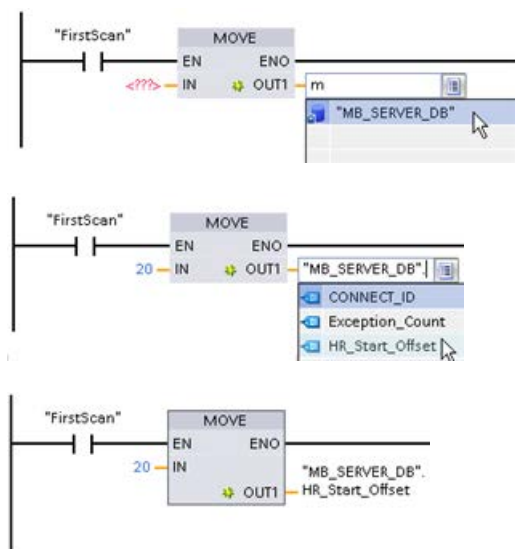 "FirstScan"
MOVE
EN ENO
<???> IN OUT1 m
"MB_SERVER_DB"
"FirstScan"
MOVE
EN ENO
20 IN OUT1 "MB_SERVER_DB".
CONNECT_ID
Exception_Count
HR_Start_Offset
"FirstScan"
MOVE
EN ENO
20 IN
"MB_SERVER_DB".
OUT1 HR_Start_Offset